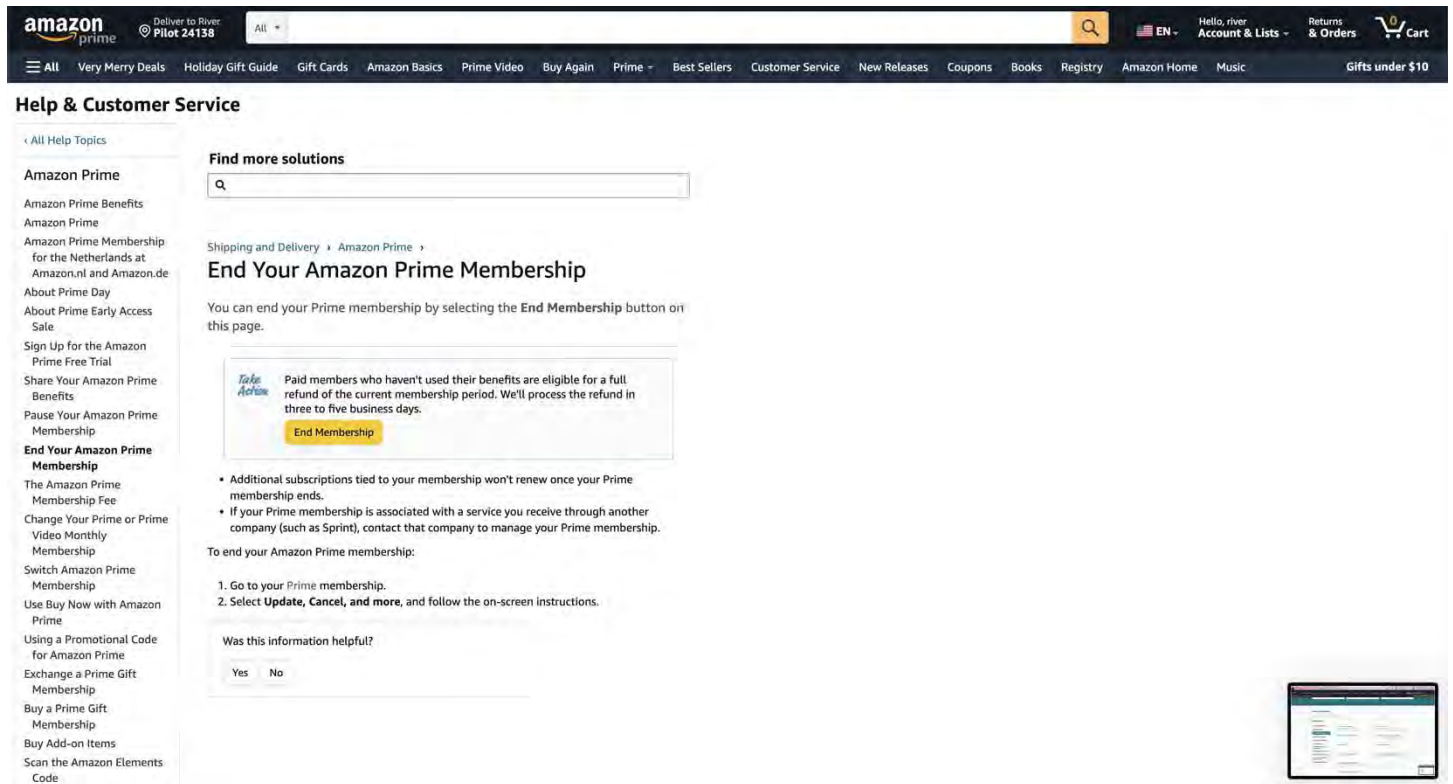 amazon
prime
Deliver to River
Pilot 24138
All
EN
Hello, river
Account & Lists
Returns
& Orders
0
Cart
All
Very Merry Deals
Holiday Gift Guide
Gift Cards
Amazon Basics
Prime Video
Buy Again
Prime
Best Sellers
Customer Service
New Releases
Coupons
Books
Registry
Amazon Home
Music
Gifts under $10
Help & Customer Service
‹ All Help Topics
Amazon Prime
Amazon Prime Benefits
Amazon Prime
Amazon Prime Membership
for the Netherlands at
Amazon.nl and Amazon.de
About Prime Day
About Prime Early Access
Sale
Sign Up for the Amazon
Prime Free Trial
Share Your Amazon Prime
Benefits
Pause Your Amazon Prime
Membership
End Your Amazon Prime
Membership
The Amazon Prime
Membership Fee
Change Your Prime or Prime
Video Monthly
Membership
Switch Amazon Prime
Membership
Use Buy Now with Amazon
Prime
Using a Promotional Code
for Amazon Prime
Exchange a Prime Gift
Membership
Buy a Prime Gift
Membership
Buy Add-on Items
Scan the Amazon Elements
Code
Find more solutions
Shipping and Delivery › Amazon Prime ›
End Your Amazon Prime Membership
You can end your Prime membership by selecting the End Membership button on
this page.
Take
Action
Paid members who haven't used their benefits are eligible for a full
refund of the current membership period. We'll process the refund in
three to five business days.
End Membership
• Additional subscriptions tied to your membership won't renew once your Prime
membership ends.
• If your Prime membership is associated with a service you receive through another
company (such as Sprint), contact that company to manage your Prime membership.
To end your Amazon Prime membership:
1. Go to your Prime membership.
2. Select Update, Cancel, and more, and follow the on-screen instructions.
Was this information helpful?
Yes No